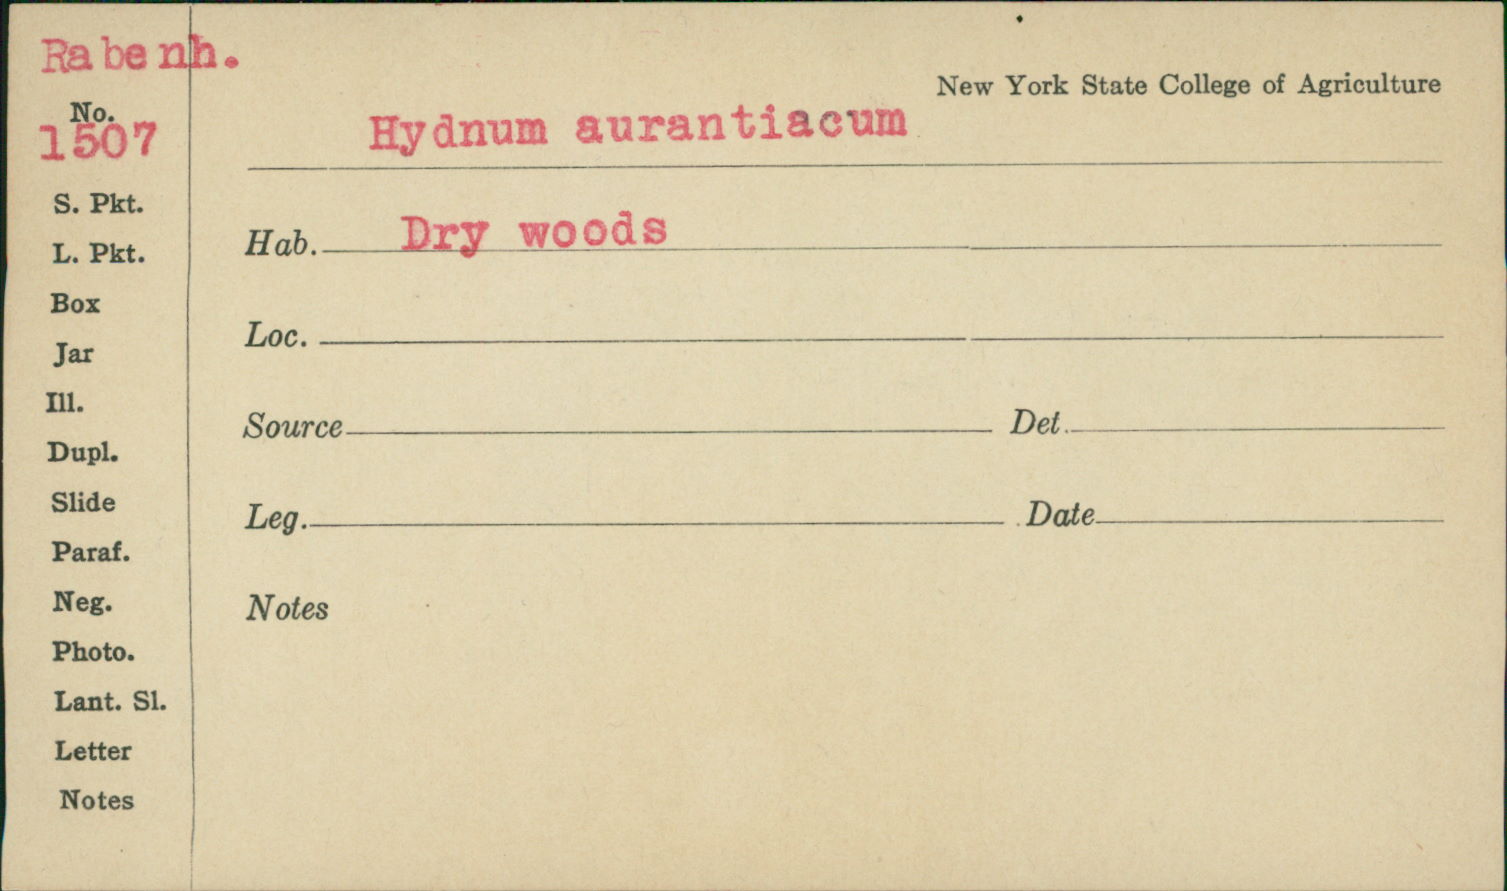 Rabenh.
New York State College of Agriculture
No.
1507
Hydnum aurantiacum
S. Pkt.
Hab. Dry woods
L. Pkt.
Box
Loc.
Jar
Ill.
Source Det.
Dupl.
Slide
Leg. Date
Paraf.
Neg.
Notes
Photo.
Lant. Sl.
Letter
Notes